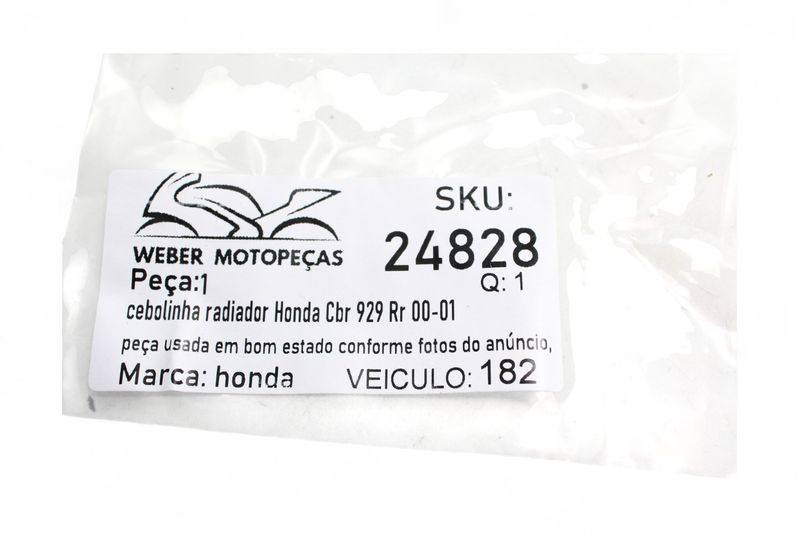 SKU:
WEBER MOTOPEÇAS
24828
Peça:1
Q: 1
cebolinha radiador Honda Cbr 929 Rr 00-01
peça usada em bom estado conforme fotos do anúncio,
Marca: honda VEICULO: 182